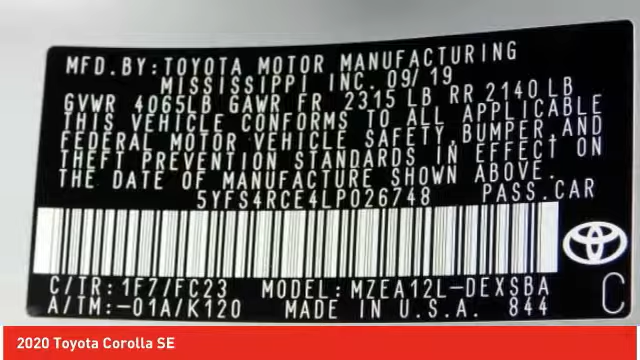 MFD.BY:TOYOTA MOTOR MANUFACTURING
MISSISSIPPI INC. 09/19
GVWR 4065LB GAWR FR 2315 LB RR 2140 LB
THIS VEHICLE CONFORMS TO ALL APPLICABLE
FEDERAL MOTOR VEHICLE SAFETY,BUMPER,AND
THEFT PREVENTION STANDARDS IN EFFECT ON
THE DATE OF MANUFACTURE SHOWN ABOVE.
5YFS4RCE4LP026748 PASS.CAR
C/TR:1F7/FC23 MODEL:MZEA12L-DEXSBA
A/TM:-01A/K120 MADE IN U.S.A. 844 C
2020 Toyota Corolla SE